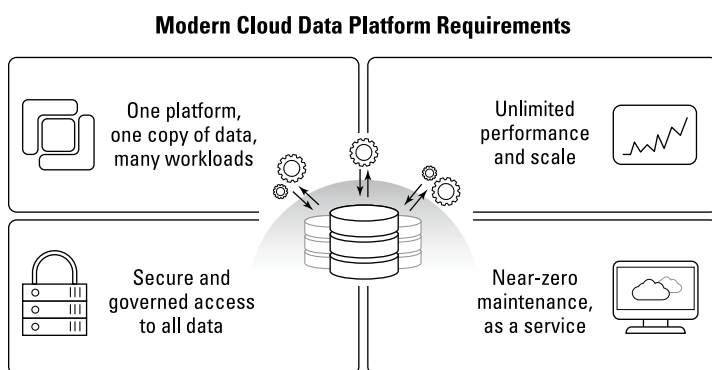 Modern Cloud Data Platform Requirements
One platform,
one copy of data,
many workloads
Unlimited
performance
and scale
Secure and
governed access
to all data
Near-zero
maintenance,
as a service